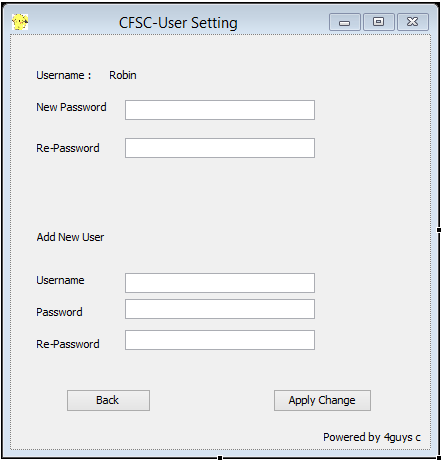 CFSC-User Setting
Username : Robin
New Password
Re-Password
Add New User
Username
Password
Re-Password
Back Apply Change
Powered by 4guys c